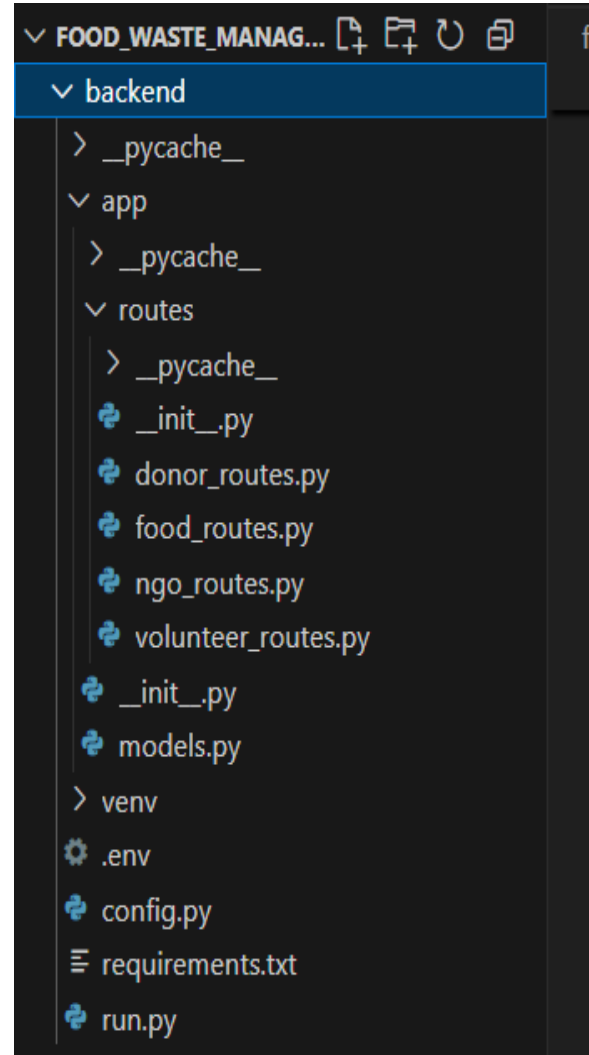 FOOD_WASTE_MANAG...
f
backend
__pycache__
app
__pycache__
routes
__pycache__
__init__.py
donor_routes.py
food_routes.py
ngo_routes.py
volunteer_routes.py
__init__.py
models.py
venv
.env
config.py
requirements.txt
run.py